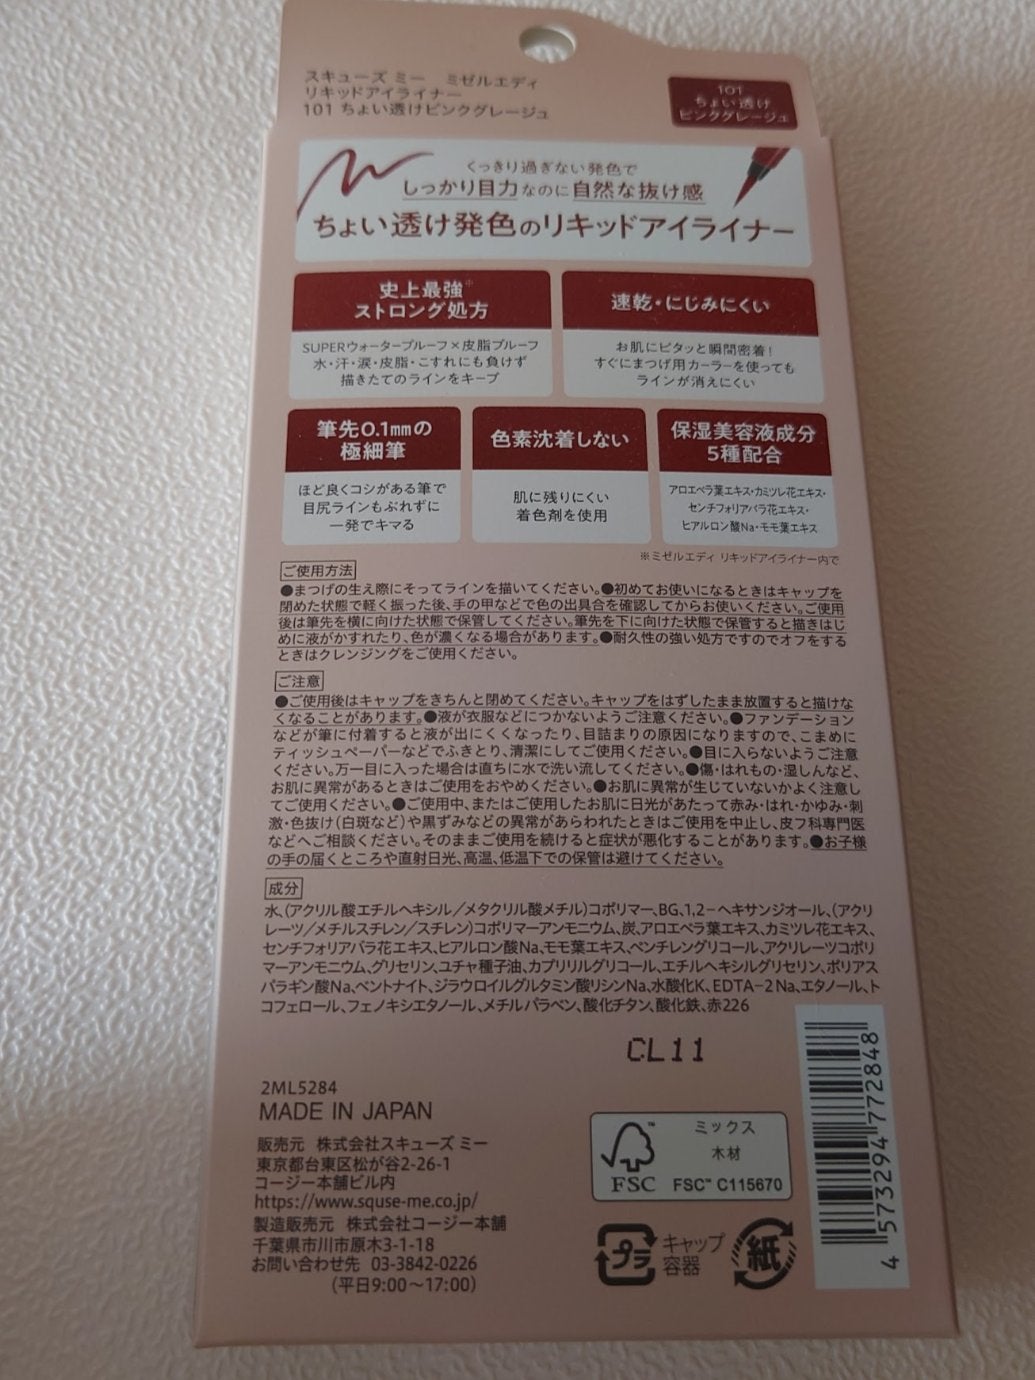 スキューズ ミー　ミゼルエディ
リキッドアイライナー
101 ちょい透けピンクグレージュ
101
ちょい透け
ピンクグレージュ
くっきり過ぎない発色で
しっかり目力なのに自然な抜け感
ちょい透け発色のリキッドアイライナー
史上最強※
ストロング処方
SUPERウォータープルーフ×皮脂プルーフ
水・汗・涙・皮脂・こすれにも負けず
描きたてのラインをキープ
速乾・にじみにくい
お肌にピタッと瞬間密着!
すぐにまつげ用カーラーを使っても
ラインが消えにくい
筆先0.1mmの
極細筆
ほど良くコシがある筆で
目尻ラインもぶれずに
一発でキマる
色素沈着しない
肌に残りにくい
着色剤を使用
保湿美容液成分
5種配合
アロエベラ葉エキス・カミツレ花エキス・
センチフォリアバラ花エキス・
ヒアルロン酸Na・モモ葉エキス
※ミゼルエディ リキッドアイライナー内で
ご使用方法
●まつげの生え際にそってラインを描いてください。●初めてお使いになるときはキャップを
閉めた状態で軽く振った後、手の甲などで色の出具合を確認してからお使いください。ご使用
後は筆先を横に向けた状態で保管してください。筆先を下に向けた状態で保管すると描きはじ
めに液がかすれたり、色が濃くなる場合があります。●耐久性の強い処方ですのでオフをする
ときはクレンジングをご使用ください。
ご注意
●ご使用後はキャップをきちんと閉めてください。キャップをはずしたまま放置すると描けな
くなることがあります。●液が衣服などにつかないようご注意ください。●ファンデーション
などが筆に付着すると液が出にくくなったり、目詰まりの原因になりますので、こまめに
ティッシュペーパーなどでふきとり、清潔にしてご使用ください。●目に入らないようご注意
ください。万一目に入った場合は直ちに水で洗い流してください。●傷・はれもの・湿しんなど、
お肌に異常があるときはご使用をおやめください。●お肌に異常が生じていないかよく注意し
てご使用ください。●ご使用中、またはご使用したお肌に日光があたって赤み・はれ・かゆみ・刺
激・色抜け(白斑など)や黒ずみなどの異常があらわれたときはご使用を中止し、皮フ科専門医
などへご相談ください。そのままご使用を続けると症状が悪化することがあります。●お子様
の手の届くところや直射日光、高温、低温下での保管は避けてください。
成分
水、(アクリル酸エチルヘキシル／メタクリル酸メチル)コポリマー、BG、1,2-ヘキサンジオール、(アクリ
レーツ／メチルスチレン／スチレン)コポリマーアンモニウム、炭、アロエベラ葉エキス、カミツレ花エキス、
センチフォリアバラ花エキス、ヒアルロン酸Na、モモ葉エキス、ペンチレングリコール、アクリレーツコポリ
マーアンモニウム、グリセリン、ユチャ種子油、カプリリルグリコール、エチルヘキシルグリセリン、ポリアス
パラギン酸Na、ベントナイト、ジラウロイルグルタミン酸リシンNa、水酸化K、EDTA-2Na、エタノール、ト
コフェロール、フェノキシエタノール、メチルパラベン、酸化チタン、酸化鉄、赤226
CL11
2ML5284
MADE IN JAPAN
販売元　株式会社スキューズ ミー
東京都台東区松が谷2-26-1
コージー本舗ビル内
https://www.squse-me.co.jp/
製造販売元　株式会社コージー本舗
千葉県市川市原木3-1-18
お問い合わせ先　03-3842-0226
(平日9:00〜17:00)
ミックス
木材
FSC
FSC™ C115670
プラ
キャップ
容器
紙
4 573294 772848